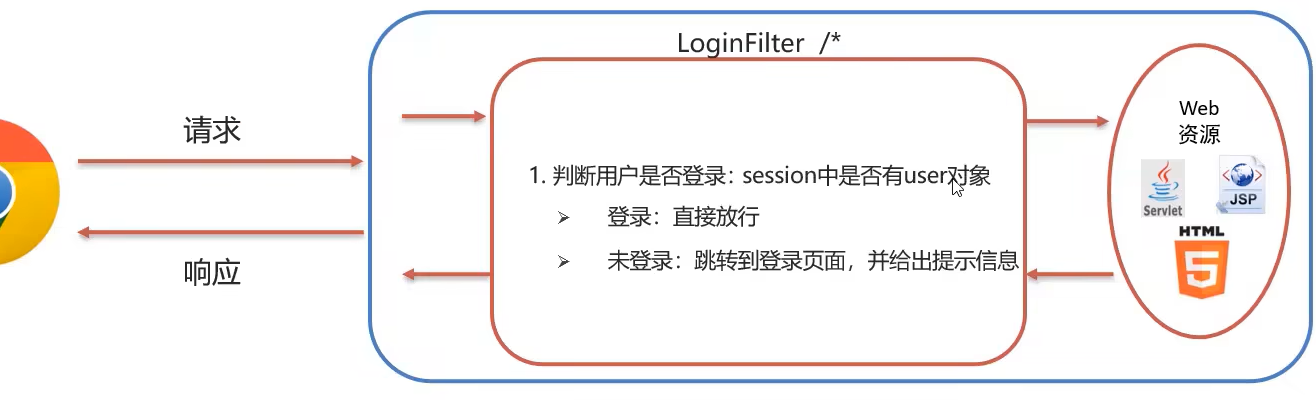 LoginFilter /*
请求
响应
1. 判断用户是否登录：session中是否有user对象
➢ 登录：直接放行
➢ 未登录：跳转到登录页面，并给出提示信息
Web
资源
Servlet
JSP
HTML
5